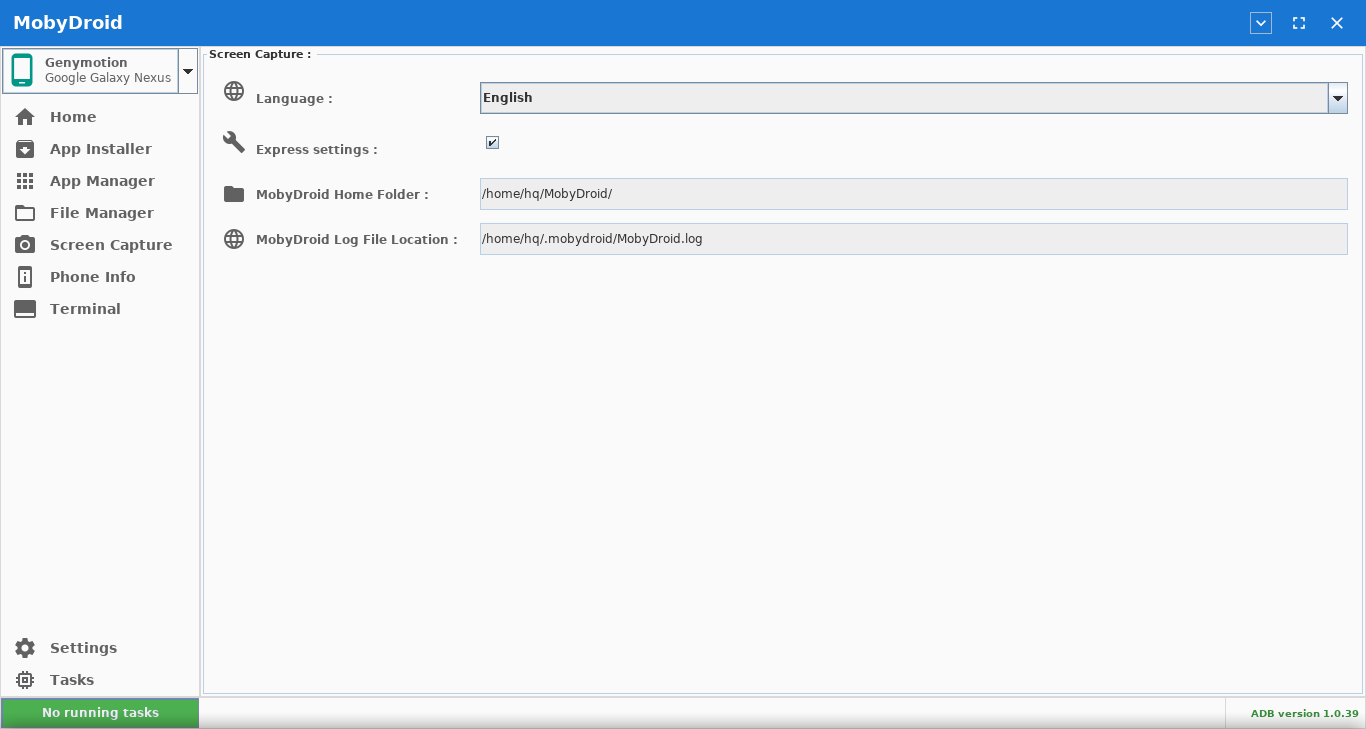 MobyDroid
Genymotion
Google Galaxy Nexus
Home
App Installer
App Manager
File Manager
Screen Capture
Phone Info
Terminal
Settings
Tasks
No running tasks
Screen Capture :
Language :
English
Express settings :
MobyDroid Home Folder :
/home/hq/MobyDroid/
MobyDroid Log File Location :
/home/hq/.mobydroid/MobyDroid.log
ADB version 1.0.39